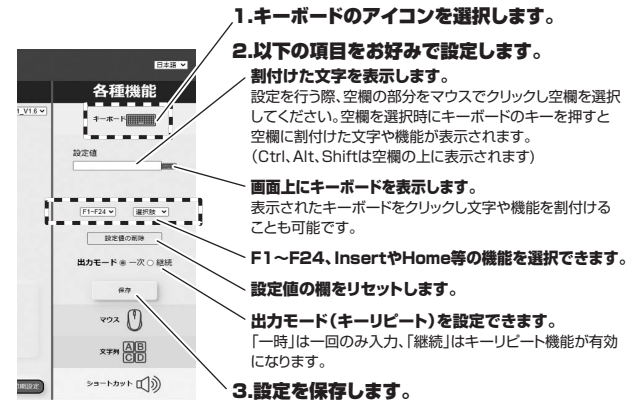 1.キーボードのアイコンを選択します。
2.以下の項目をお好みで設定します。
割付けた文字を表示します。
設定を行う際、空欄の部分をマウスでクリックし空欄を選択
してください。空欄を選択時にキーボードのキーを押すと
空欄に割付けた文字や機能が表示されます。
(Ctrl、Alt、Shiftは空欄の上に表示されます)
画面上にキーボードを表示します。
表示されたキーボードをクリックし文字や機能を割付ける
ことも可能です。
F1〜F24、InsertやHome等の機能を選択できます。
設定値の欄をリセットします。
出力モード(キーリピート)を設定できます。
「一時」は一回のみ入力、「継続」はキーリピート機能が有効
になります。
3.設定を保存します。
日本語
各種機能
1_V1.6
キーボード
設定値
F1-F24 選択肢
設定値の削除
出力モード 一次 継続
保存
マウス
文字列 AB
CD
ショートカット
初期設定